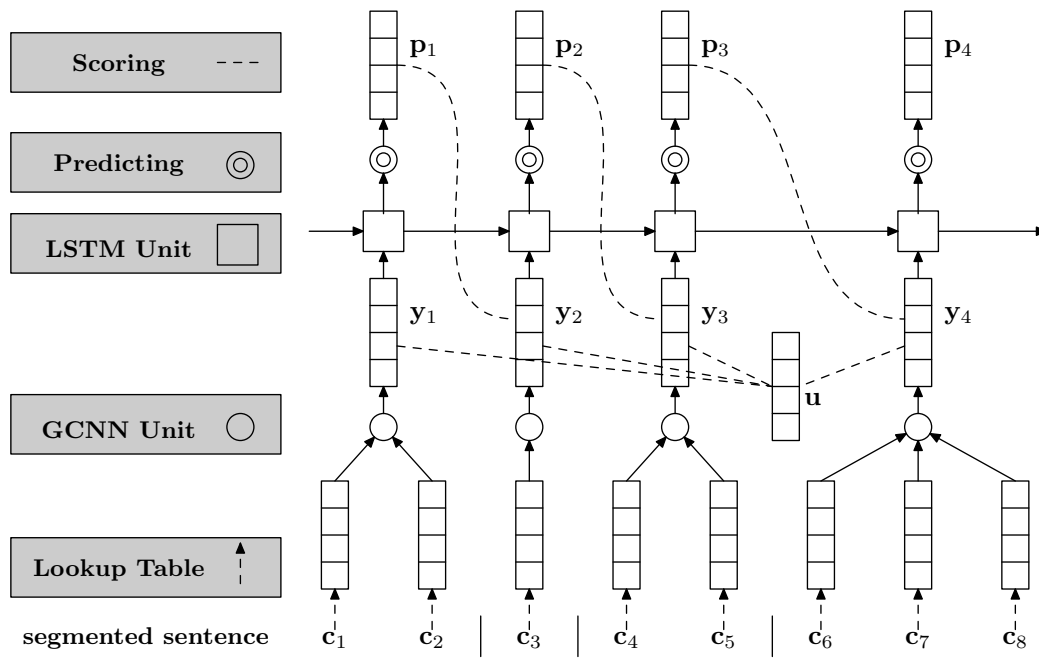 Scoring
Predicting
LSTM Unit
GCNN Unit
Lookup Table
segmented sentence
p₁ p₂ p₃ p₄
y₁ y₂ y₃ y₄
u
c₁ c₂ c₃ c₄ c₅ c₆ c₇ c₈